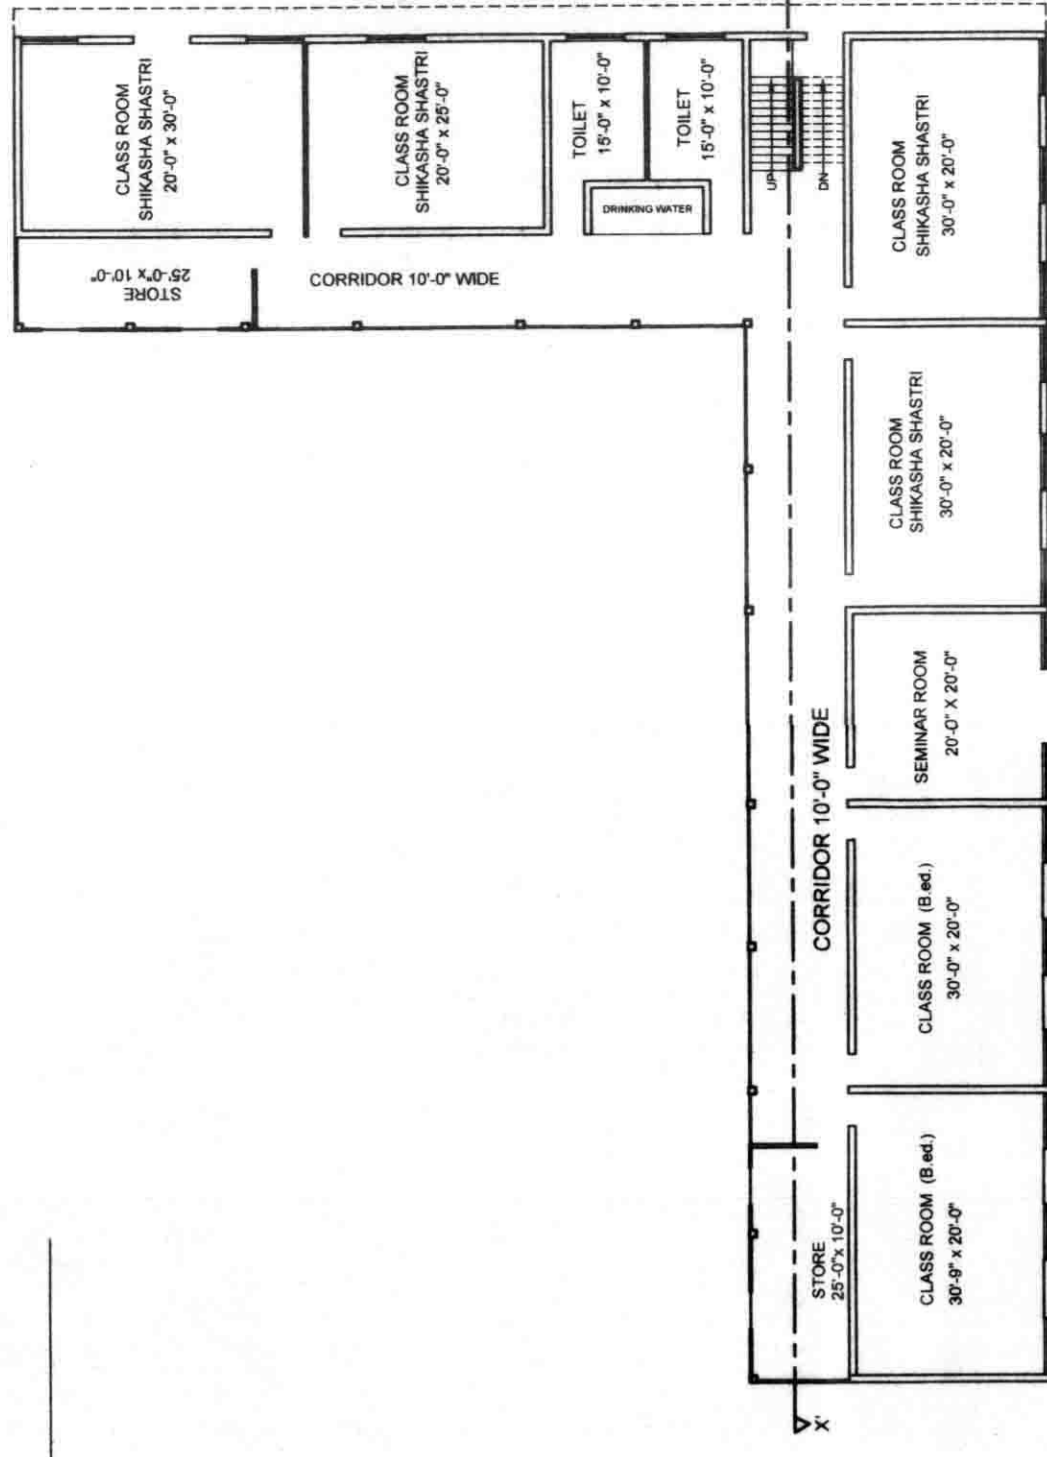 CLASS ROOM
SHIKASHA SHASTRI
20'-0" x 30'-0"
CLASS ROOM
SHIKASHA SHASTRI
20'-0" x 25'-0"
TOILET
15'-0" x 10'-0"
TOILET
15'-0" x 10'-0"
DRINKING WATER
UP
DN
CLASS ROOM
SHIKASHA SHASTRI
30'-0" x 20'-0"
STORE
25'-0"x 10'-0"
CORRIDOR 10'-0" WIDE
CLASS ROOM
SHIKASHA SHASTRI
30'-0" x 20'-0"
SEMINAR ROOM
20'-0" X 20'-0"
CORRIDOR 10'-0" WIDE
CLASS ROOM (B.ed.)
30'-0" x 20'-0"
STORE
25'-0"x 10'-0"
CLASS ROOM (B.ed.)
30'-9" x 20'-0"
X'